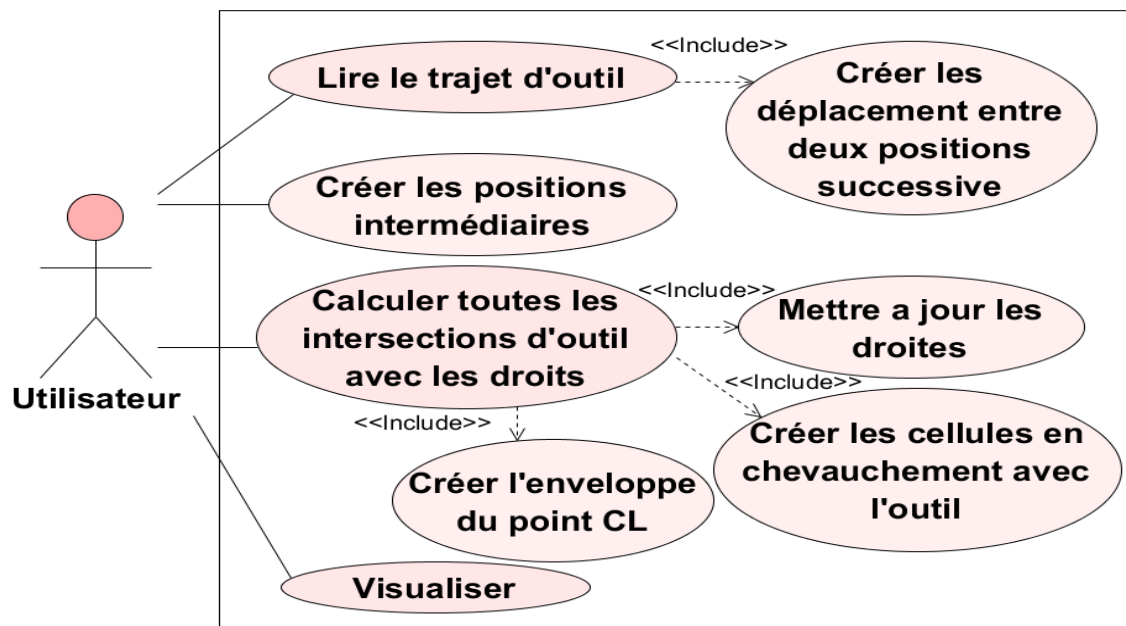 <<Include>>
Lire le trajet d'outil
Créer les
déplacement entre
deux positions
successive
Créer les positions
intermédiaires
Calculer toutes les
intersections d'outil
avec les droits
<<Include>>
Mettre a jour les
droites
<<Include>>
Utilisateur
<<Include>>
Créer les cellules en
chevauchement avec
l'outil
Créer l'enveloppe
du point CL
Visualiser